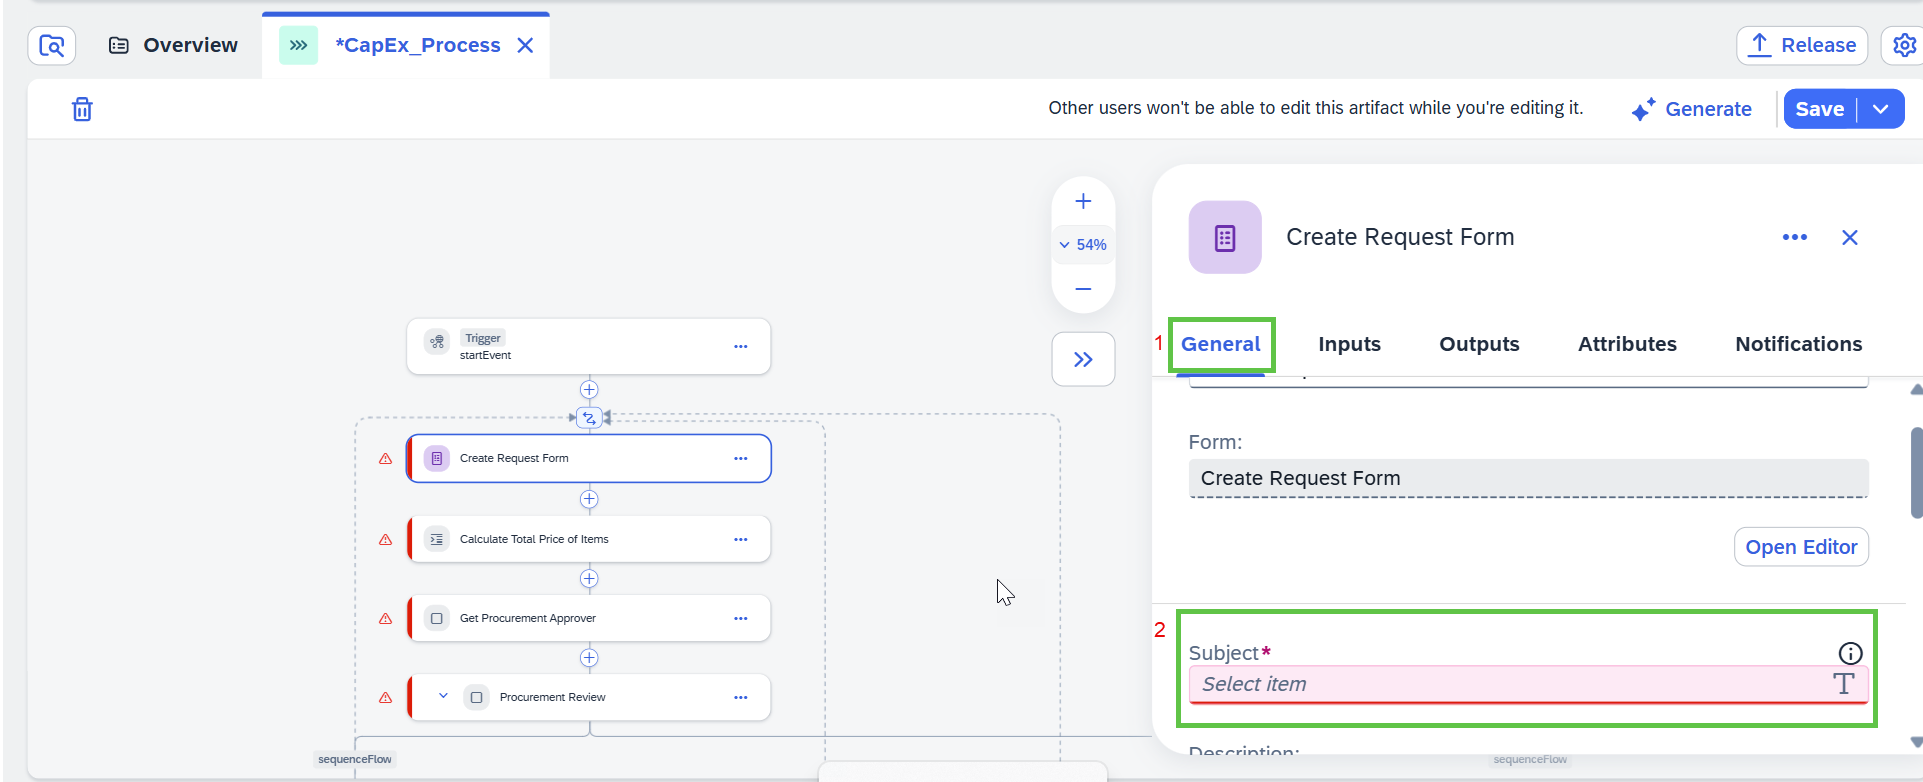 Overview
*CapEx_Process
Release
Other users won't be able to edit this artifact while you're editing it.
Generate
Save
54%
Trigger
startEvent
Create Request Form
Calculate Total Price of Items
Get Procurement Approver
Procurement Review
sequenceFlow
Create Request Form
1
General
Inputs
Outputs
Attributes
Notifications
Form:
Create Request Form
Open Editor
2
Subject*
Select item
Description:
sequenceFlow